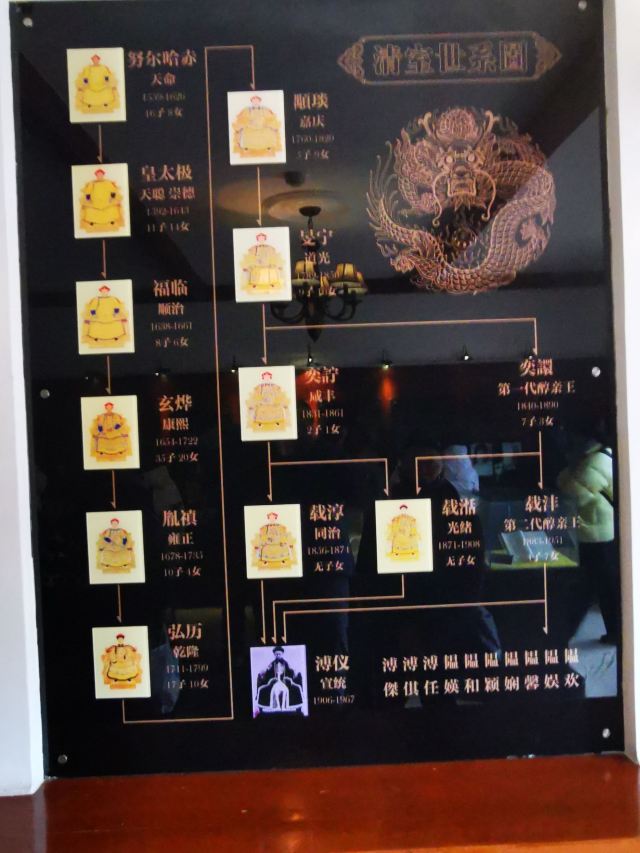 清室世系图
努尔哈赤
天命
1559-1626
16子 8女
皇太极
天聪 崇德
1592-1643
11子 14女
福临
顺治
1638-1661
8子 6女
玄烨
康熙
1654-1722
35子 20女
胤禛
雍正
1678-1735
10子 4女
弘历
乾隆
1711-1799
17子 10女
顒琰
嘉庆
1760-1820
5子 9女
旻宁
道光
奕詝
咸丰
1831-1861
2子 1女
奕譞
第一代醇亲王
1840-1890
7子 3女
载淳
同治
1856-1874
无子女
载湉
光绪
1871-1908
无子女
载沣
第二代醇亲王
1883-1951
溥仪
宣统
1906-1967
溥 溥 溥 韫 韫 韫 韫 韫 韫 韫
傑 倛 任 媖 和 颖 娴 馨 娱 欢